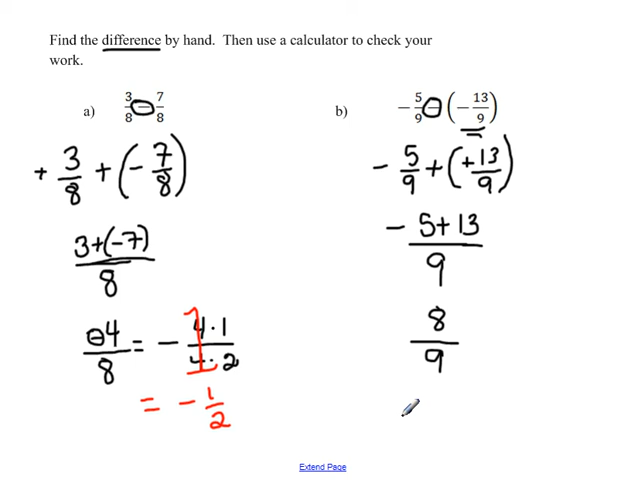 Find the difference by hand. Then use a calculator to check your
work.
a) 3/8 − 7/8
+ 3/8 + (− 7/8)
3+(−7)/8
−4/8 = − 4·1/4·2
= − 1/2
b) − 5/9 − (− 13/9)
− 5/9 + (+13/9)
− 5+13/9
8/9
Extend Page